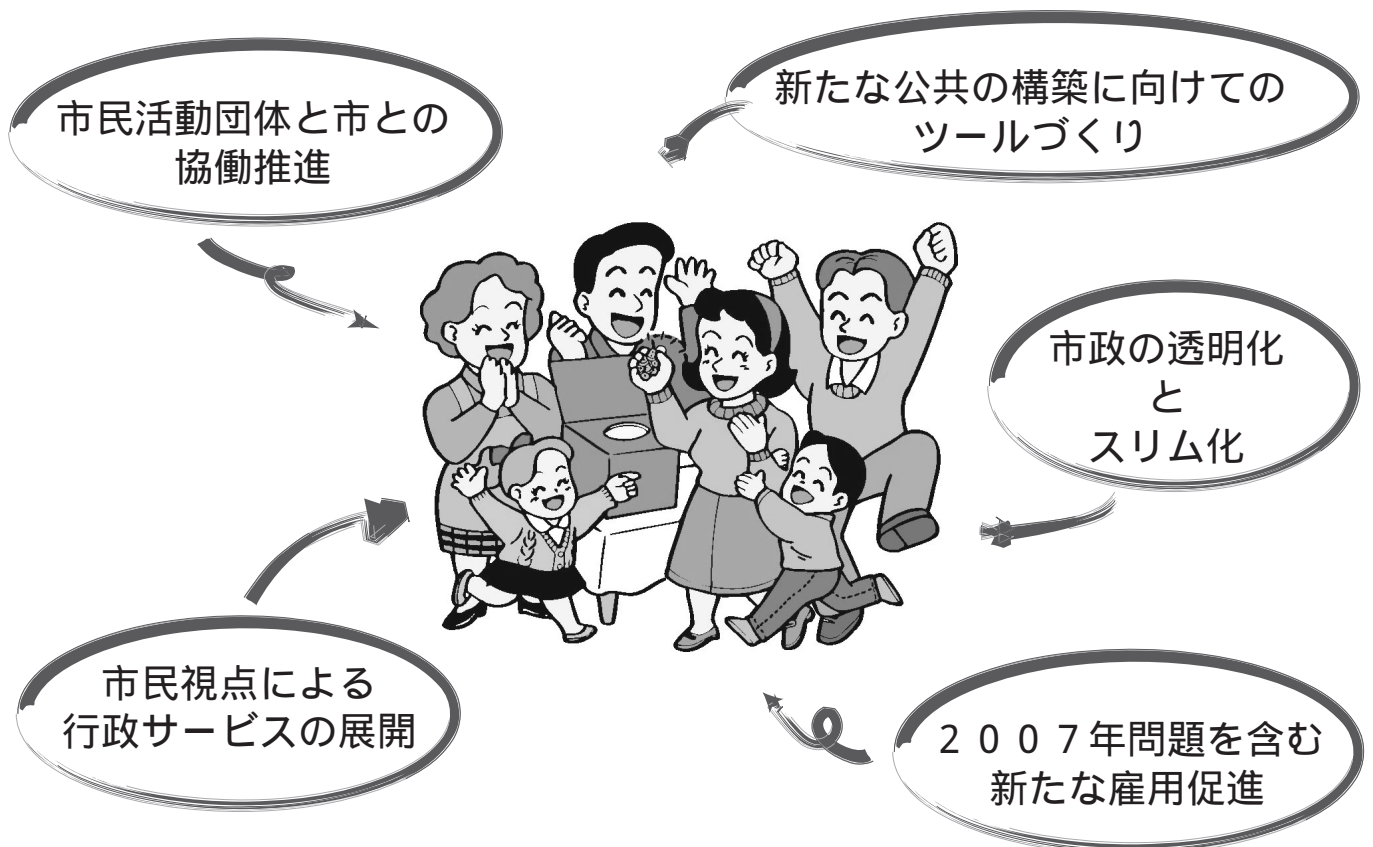 市民活動団体と市との
協働推進
新たな公共の構築に向けての
ツールづくり
市政の透明化
と
スリム化
市民視点による
行政サービスの展開
２００７年問題を含む
新たな雇用促進